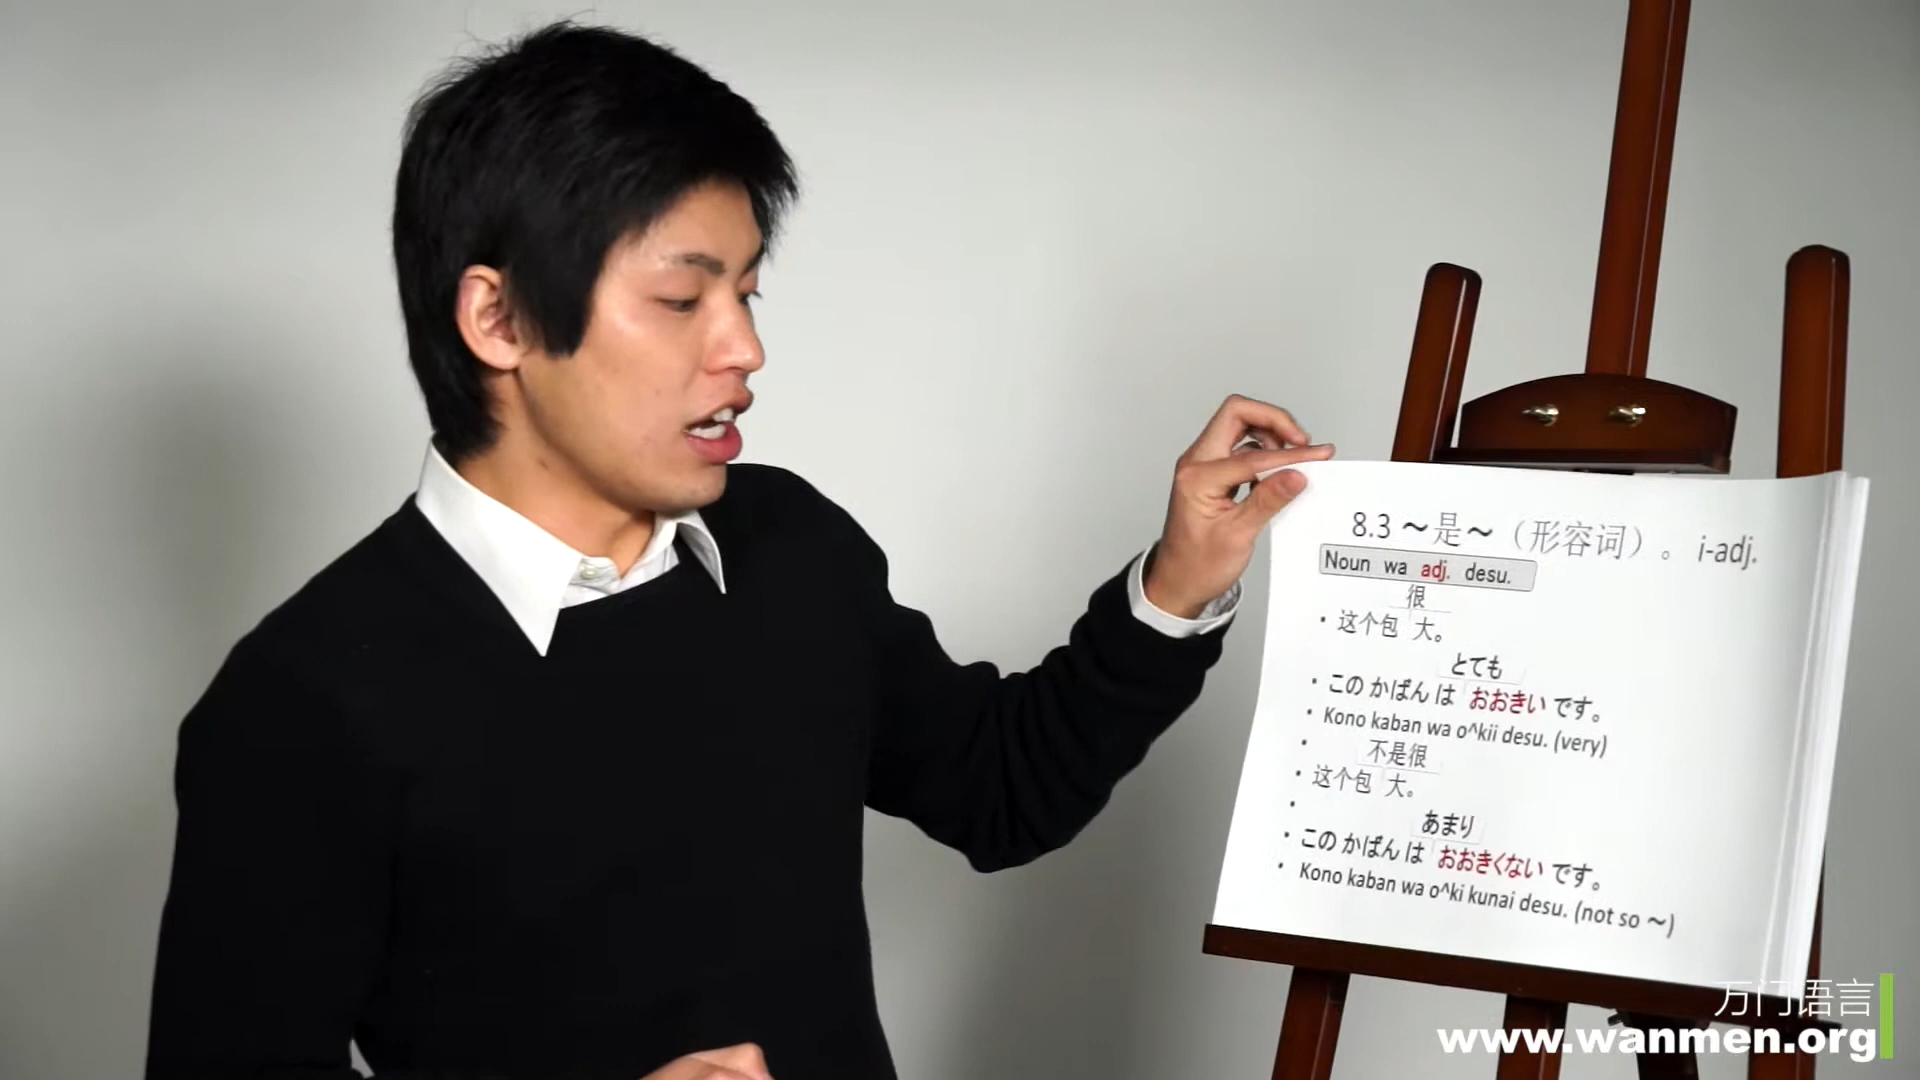 8.3 ～是～（形容词）。 i-adj.
Noun wa adj. desu.
很
• 这个包 大。
とても
• この かばん は おおきい です。
• Kono kaban wa o^kii desu. (very)
• 不是很
• 这个包 大。
•
あまり
• この かばん は おおきくない です。
• Kono kaban wa o^ki kunai desu. (not so ～)
万门语言
www.wanmen.org